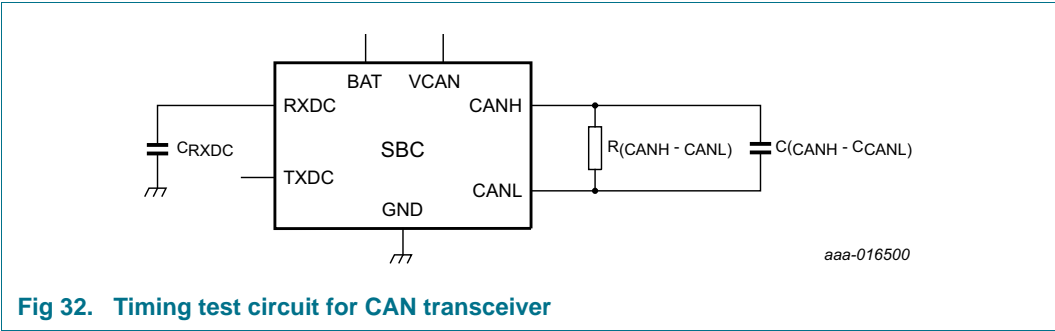 BAT VCAN
RXDC
CANH
CRXDC
SBC
R(CANH - CANL)
C(CANH - CCANL)
TXDC
CANL
GND
aaa-016500
Fig 32. Timing test circuit for CAN transceiver